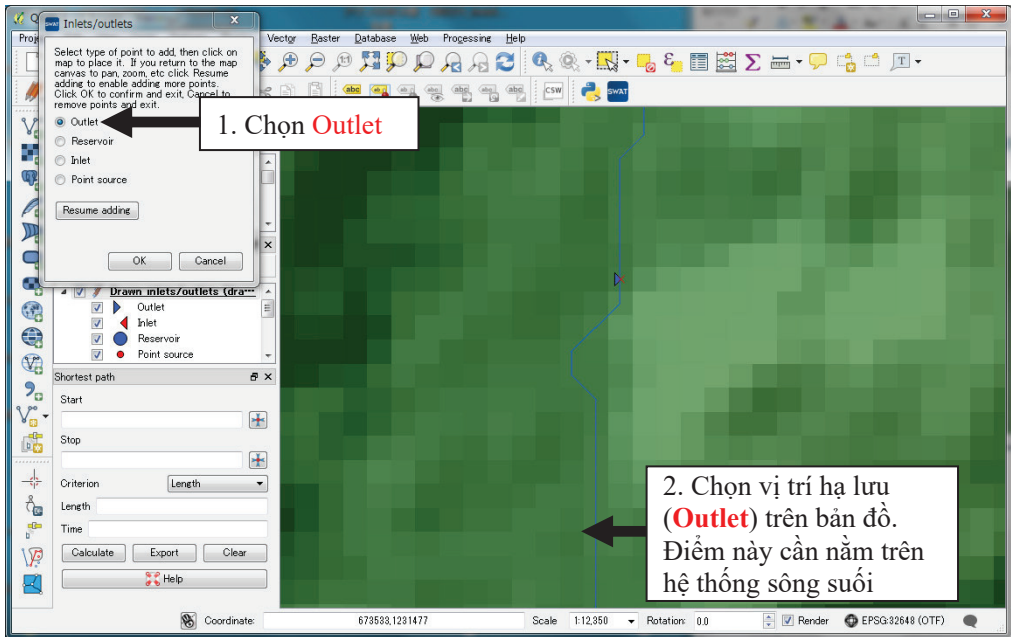 Inlets/outlets
X
Vector Raster Database Web Processing Help
Select type of point to add, then click on
map to place it. If you return to the map
canvas to pan, zoom, etc click Resume
adding to enable adding more points.
Click OK to confirm and exit, Cancel to
remove points and exit.
Outlet
Reservoir
Inlet
Point source
Resume adding
OK Cancel
1. Chọn Outlet
CSW
SWAT
Drawn inlets/outlets (dra...
Outlet
Inlet
Reservoir
Point source
Shortest path
Start
Stop
Criterion Length
Length
Time
Calculate Export Clear
Help
2. Chọn vị trí hạ lưu
(Outlet) trên bản đồ.
Điểm này cần nằm trên
hệ thống sông suối
Coordinate: 673533,1231477 Scale 1:12,350 Rotation: 0.0 Render EPSG:32648 (OTF)